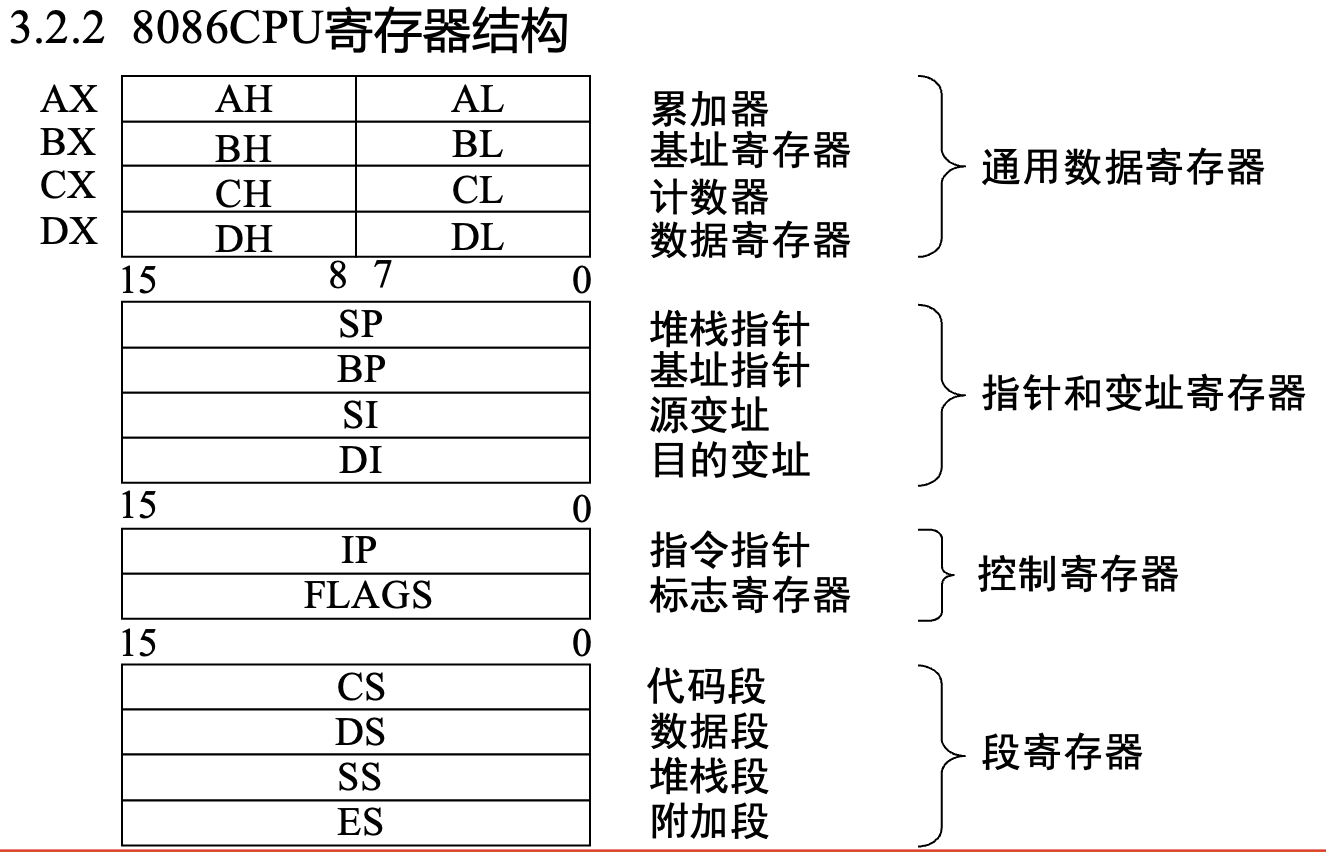 3.2.2 8086CPU寄存器结构
AX AH AL 累加器
BX BH BL 基址寄存器
CX CH CL 计数器
DX DH DL 数据寄存器
通用数据寄存器
15 8 7 0
SP 堆栈指针
BP 基址指针
SI 源变址
DI 目的变址
指针和变址寄存器
15 0
IP 指令指针
FLAGS 标志寄存器
控制寄存器
15 0
CS 代码段
DS 数据段
SS 堆栈段
ES 附加段
段寄存器